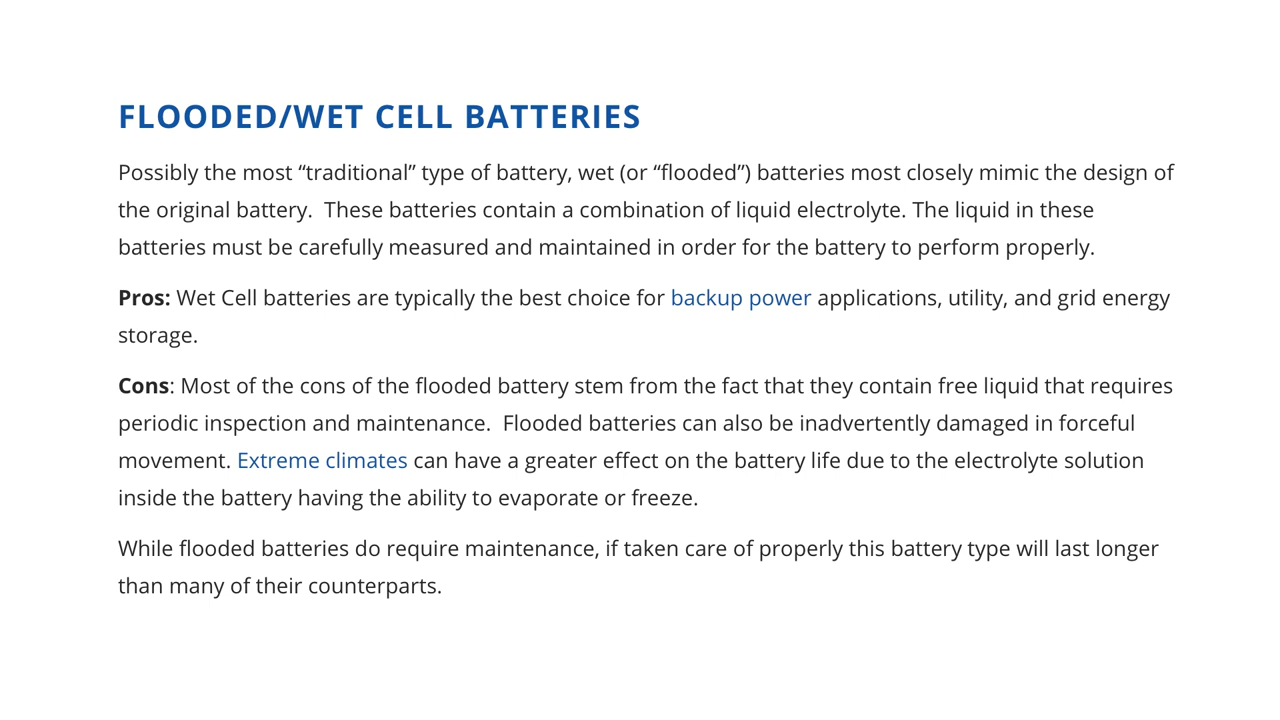 FLOODED/WET CELL BATTERIES
Possibly the most “traditional” type of battery, wet (or “flooded”) batteries most closely mimic the design of
the original battery.  These batteries contain a combination of liquid electrolyte. The liquid in these
batteries must be carefully measured and maintained in order for the battery to perform properly.
Pros: Wet Cell batteries are typically the best choice for backup power applications, utility, and grid energy
storage.
Cons: Most of the cons of the flooded battery stem from the fact that they contain free liquid that requires
periodic inspection and maintenance.  Flooded batteries can also be inadvertently damaged in forceful
movement. Extreme climates can have a greater effect on the battery life due to the electrolyte solution
inside the battery having the ability to evaporate or freeze.
While flooded batteries do require maintenance, if taken care of properly this battery type will last longer
than many of their counterparts.